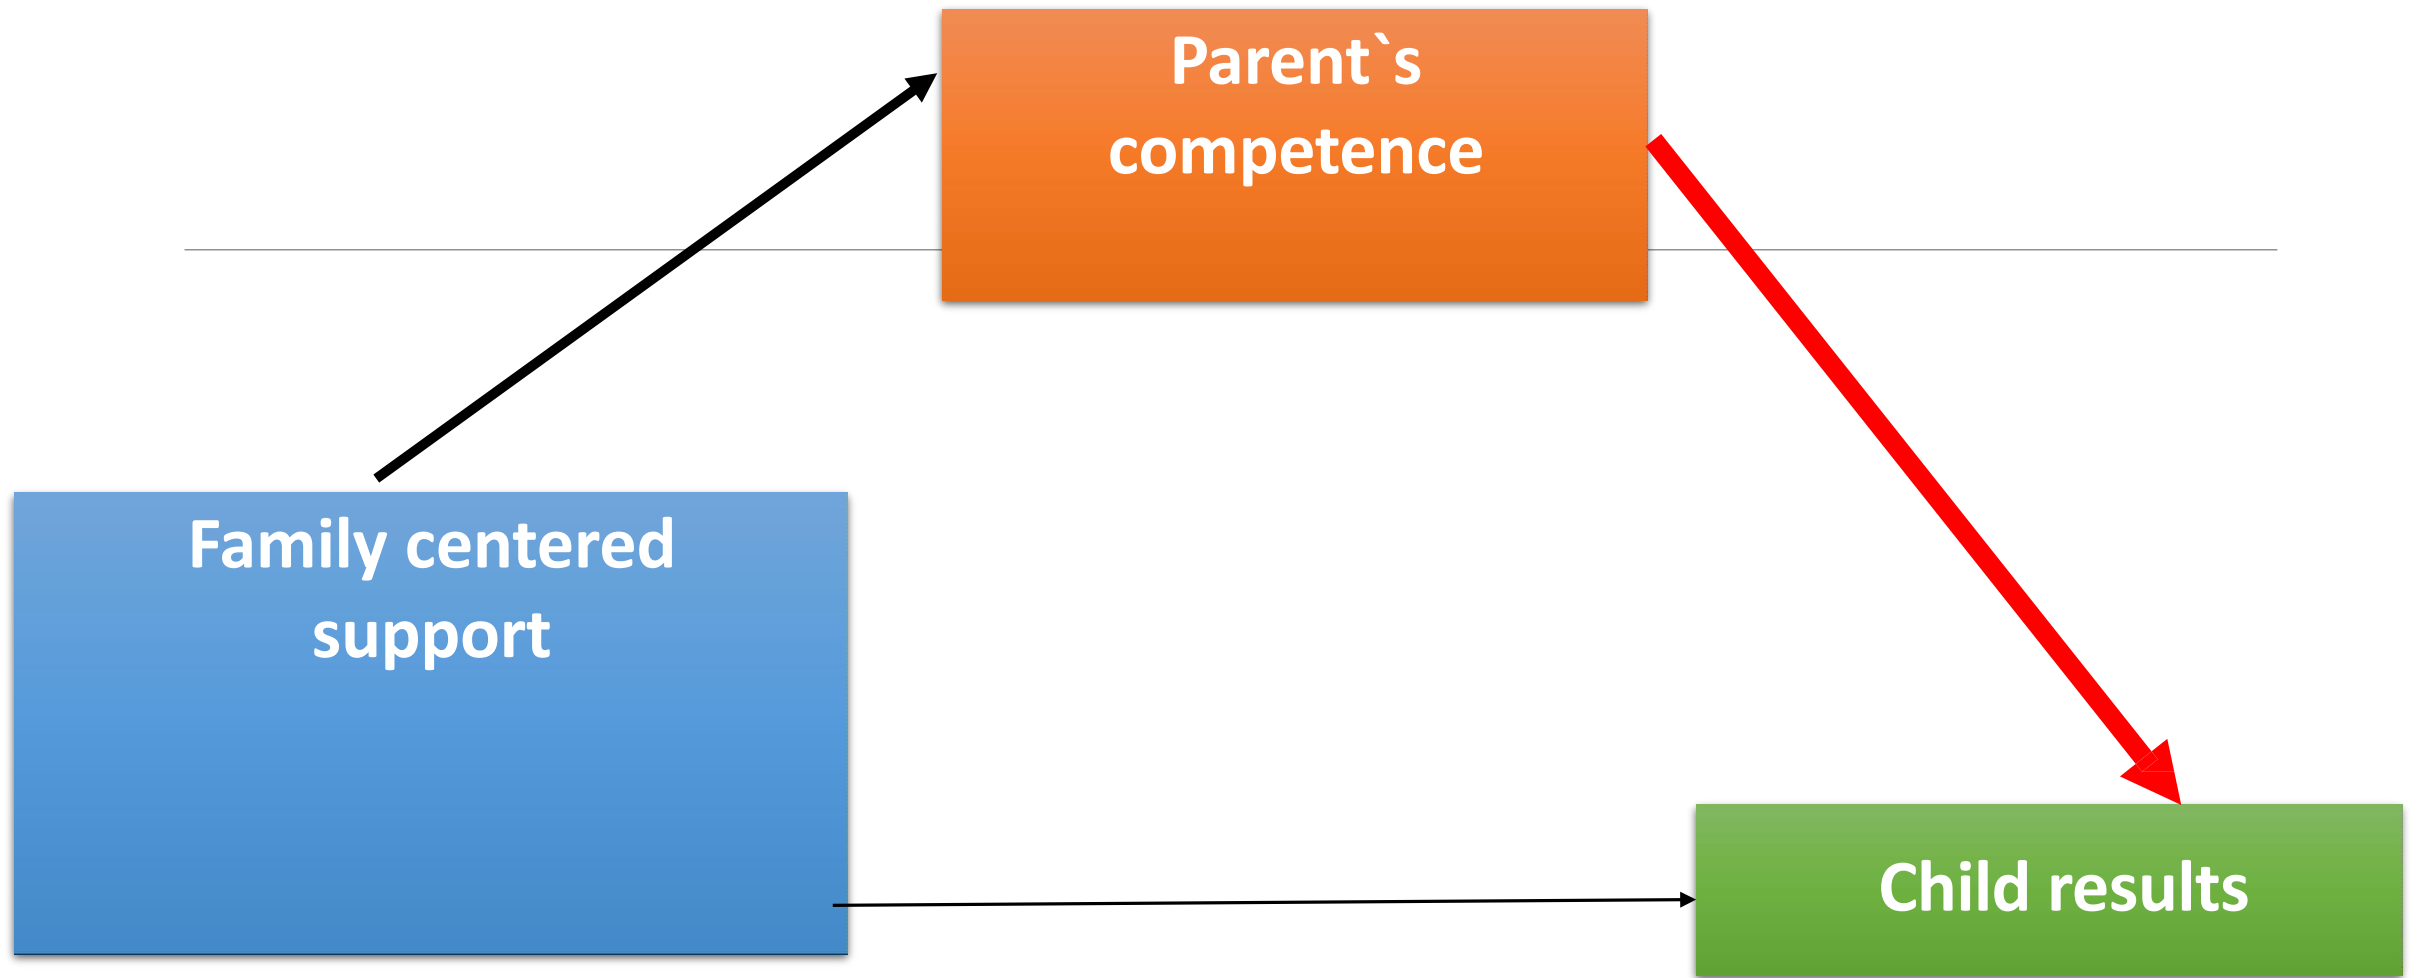 Parent`s
competence
Family centered
support
Child results